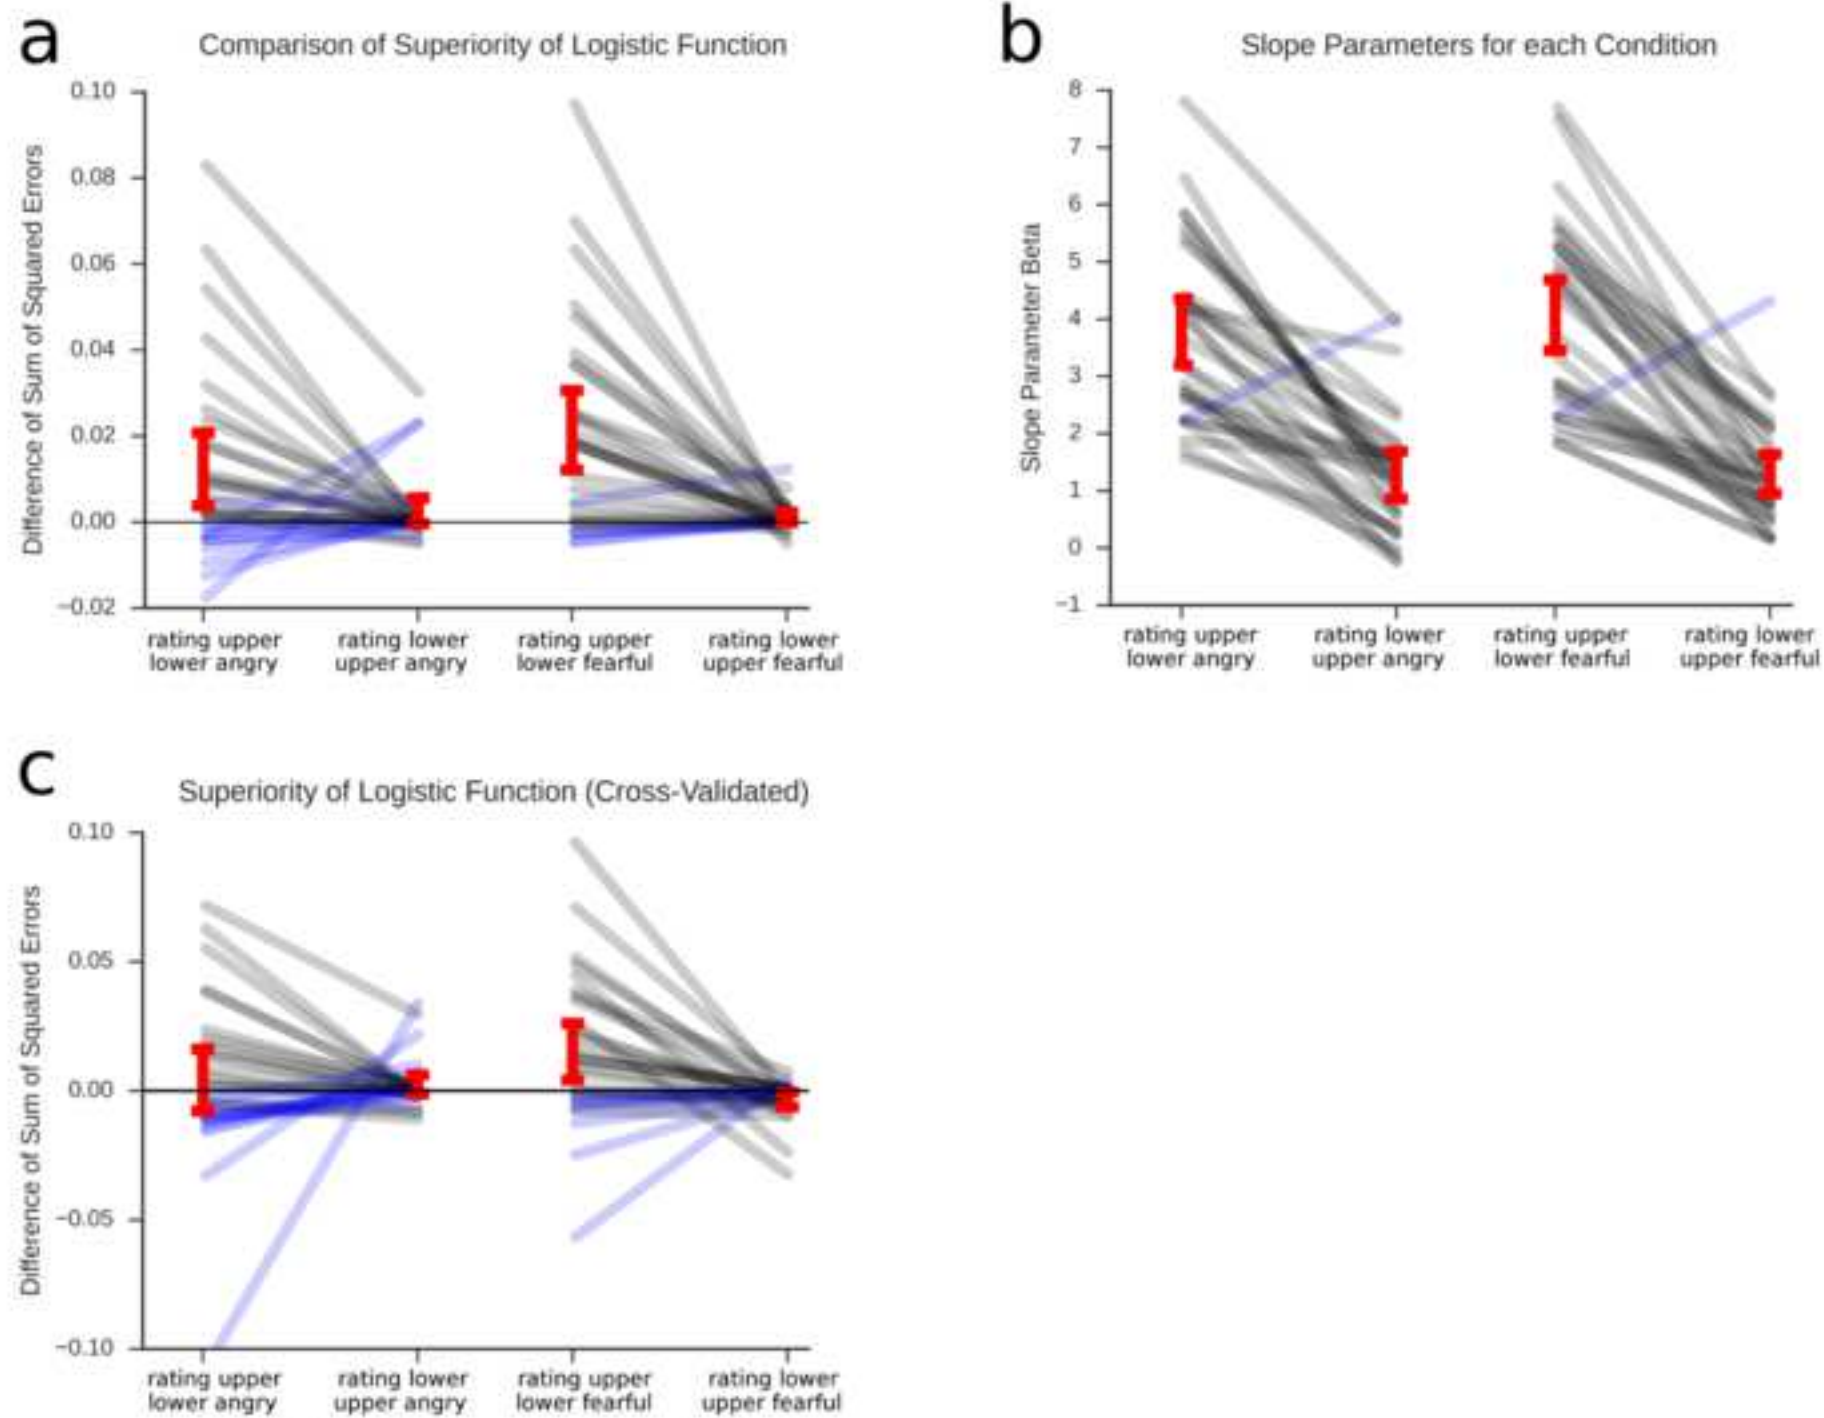 a
Comparison of Superiority of Logistic Function
Difference of Sum of Squared Errors
0.10
0.08
0.06
0.04
0.02
0.00
−0.02
rating upper
lower angry
rating lower
upper angry
rating upper
lower fearful
rating lower
upper fearful
b
Slope Parameters for each Condition
Slope Parameter Beta
8
7
6
5
4
3
2
1
0
−1
rating upper
lower angry
rating lower
upper angry
rating upper
lower fearful
rating lower
upper fearful
c
Superiority of Logistic Function (Cross-Validated)
Difference of Sum of Squared Errors
0.10
0.05
0.00
−0.05
−0.10
rating upper
lower angry
rating lower
upper angry
rating upper
lower fearful
rating lower
upper fearful